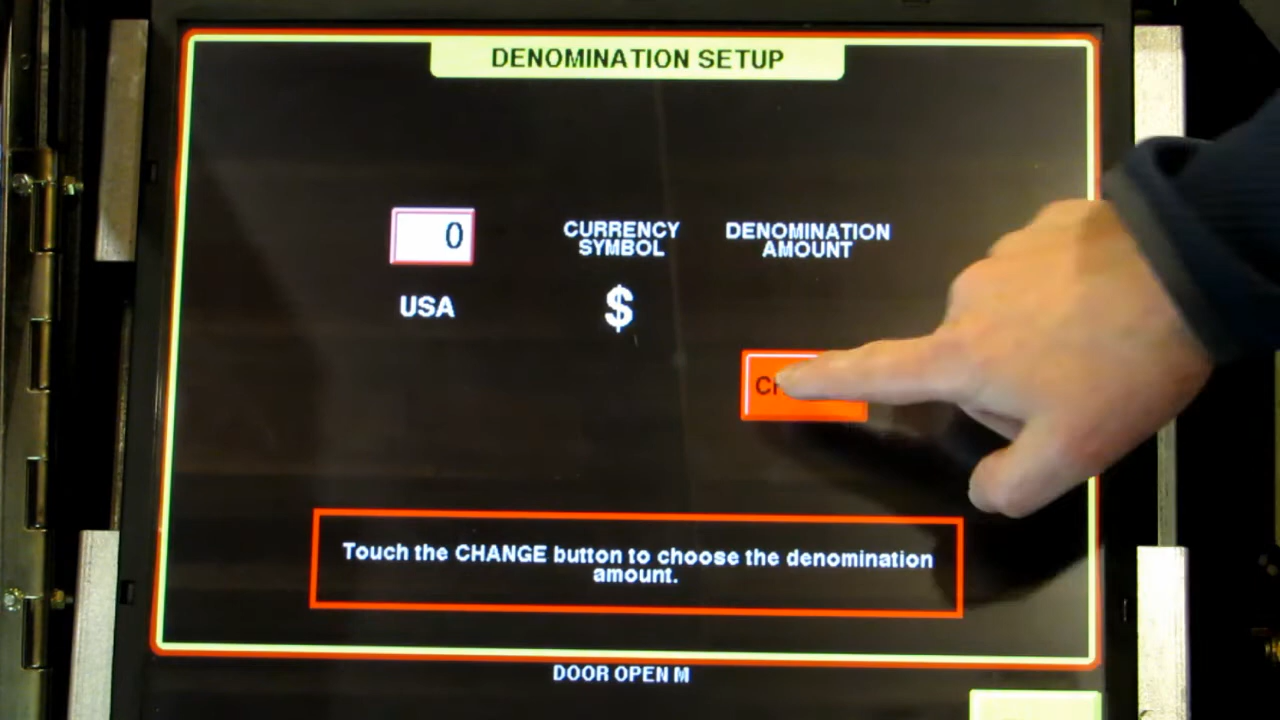 DENOMINATION SETUP
0
CURRENCY
SYMBOL
DENOMINATION
AMOUNT
USA
$
Touch the CHANGE button to choose the denomination
amount.
DOOR OPEN M